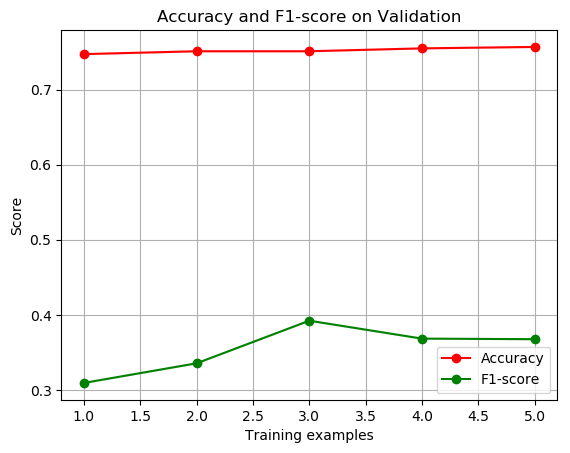 Accuracy and F1-score on Validation
Score
0.7
0.6
0.5
0.4
0.3
Accuracy
F1-score
1.0 1.5 2.0 2.5 3.0 3.5 4.0 4.5 5.0
Training examples